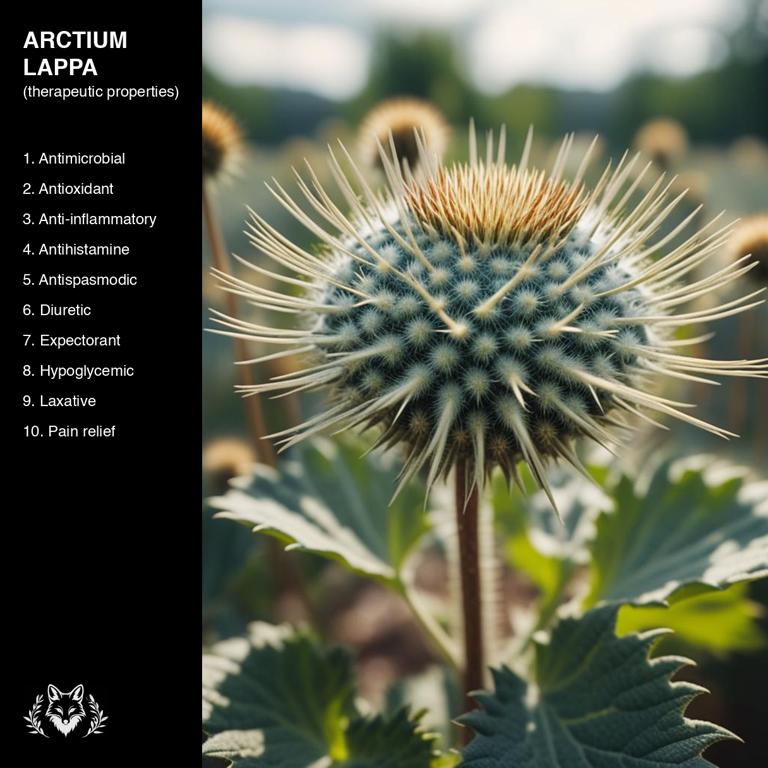 ARCTIUM
LAPPA
(therapeutic properties)
1. Antimicrobial
2. Antioxidant
3. Anti-inflammatory
4. Antihistamine
5. Antispasmodic
6. Diuretic
7. Expectorant
8. Hypoglycemic
9. Laxative
10. Pain relief